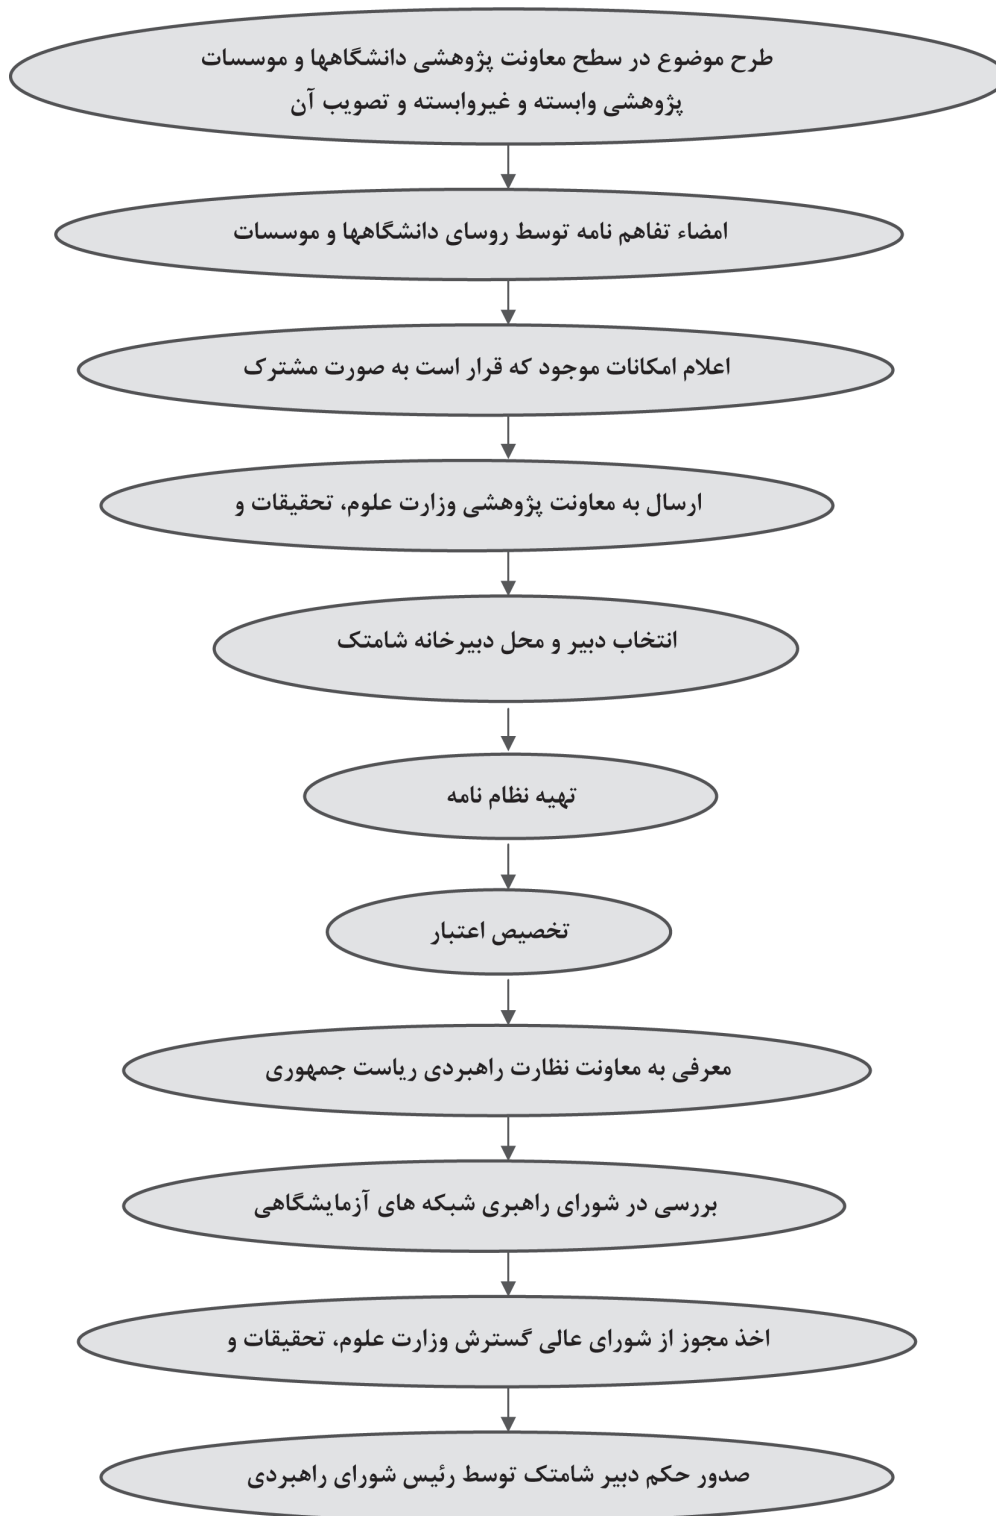 طرح موضوع در سطح معاونت پژوهشی دانشگاهها و موسسات
پژوهشی وابسته و غیروابسته و تصویب آن
امضاء تفاهم نامه توسط روسای دانشگاهها و موسسات
اعلام امکانات موجود که قرار است به صورت مشترک
ارسال به معاونت پژوهشی وزارت علوم، تحقیقات و
انتخاب دبیر و محل دبیرخانه شامتک
تهیه نظام نامه
تخصیص اعتبار
معرفی به معاونت نظارت راهبردی ریاست جمهوری
بررسی در شورای راهبری شبکه های آزمایشگاهی
اخذ مجوز از شورای عالی گسترش وزارت علوم، تحقیقات و
صدور حکم دبیر شامتک توسط رئیس شورای راهبردی